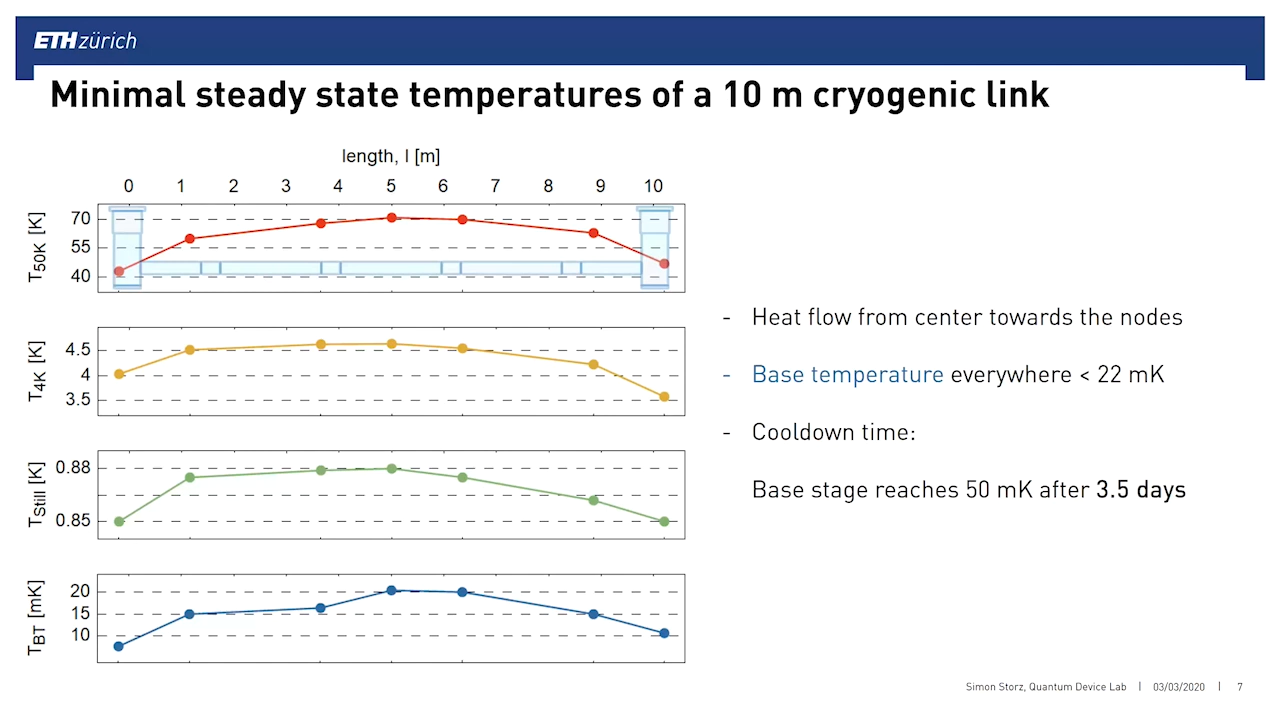 ETH zürich
Minimal steady state temperatures of a 10 m cryogenic link
length, l [m]
0 1 2 3 4 5 6 7 8 9 10
T50K [K]
70
55
40
T4K [K]
4.5
4
3.5
TStill [K]
0.88
0.85
TBT [mK]
20
15
10
- Heat flow from center towards the nodes
- Base temperature everywhere < 22 mK
- Cooldown time:
Base stage reaches 50 mK after 3.5 days
Simon Storz, Quantum Device Lab | 03/03/2020 | 7